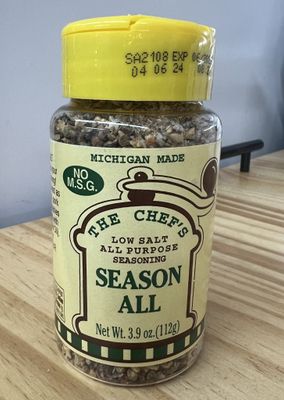 SA2108 EXP
04 06 24
MICHIGAN MADE
NO
M.S.G.
THE CHEF'S
LOW SALT
ALL PURPOSE
SEASONING
SEASON
ALL
Net Wt. 3.9 oz. (112g)